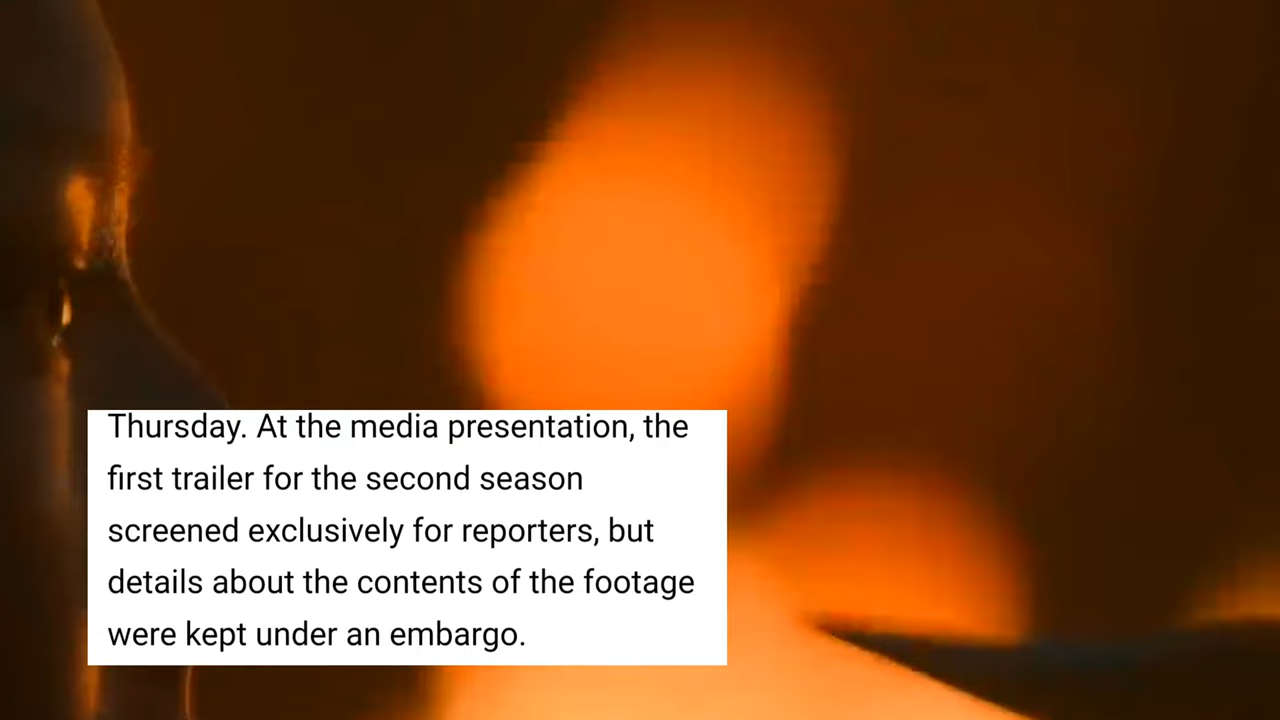 Thursday. At the media presentation, the
first trailer for the second season
screened exclusively for reporters, but
details about the contents of the footage
were kept under an embargo.